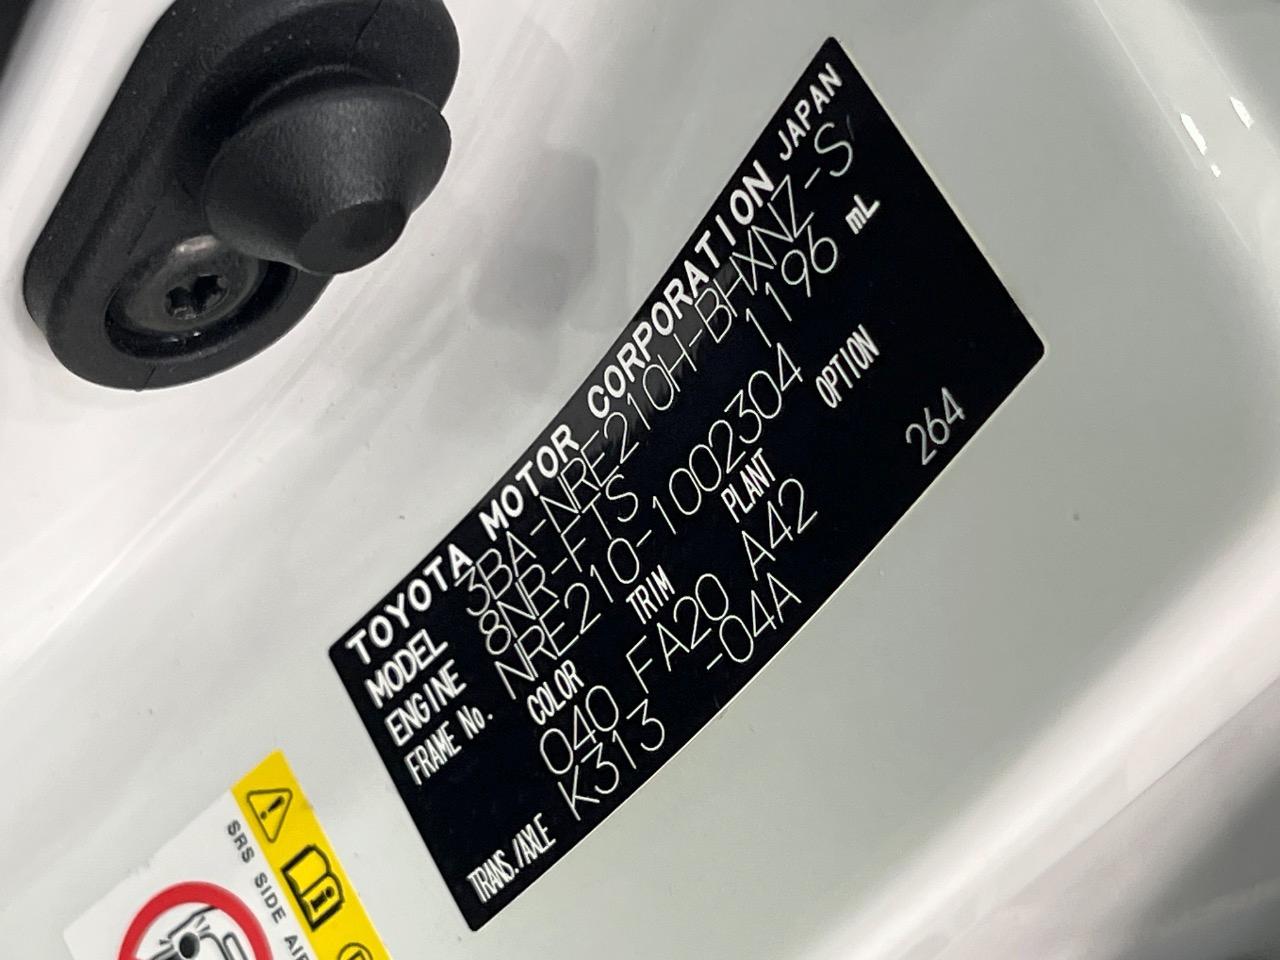 TOYOTA MOTOR CORPORATION JAPAN
MODEL 3BA-NRE210H-BHXNZ-S
ENGINE 8NR-FTS 1196 mL
FRAME No. NRE210-1002304
COLOR TRIM PLANT OPTION
040 FA20 A42 264
TRANS./AXLE K313 -04A
SRS SIDE